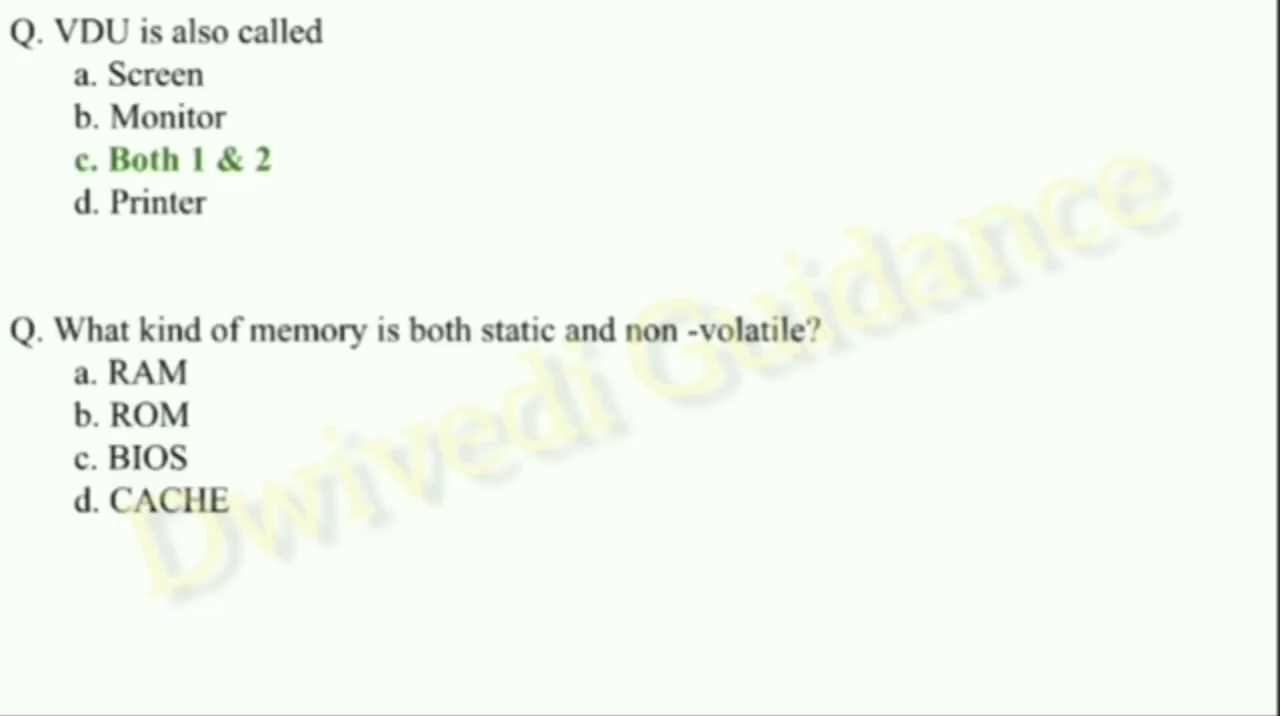 Q. VDU is also called
a. Screen
b. Monitor
c. Both 1 & 2
d. Printer
Q. What kind of memory is both static and non -volatile?
a. RAM
b. ROM
c. BIOS
d. CACHE
Dwivedi Guidance